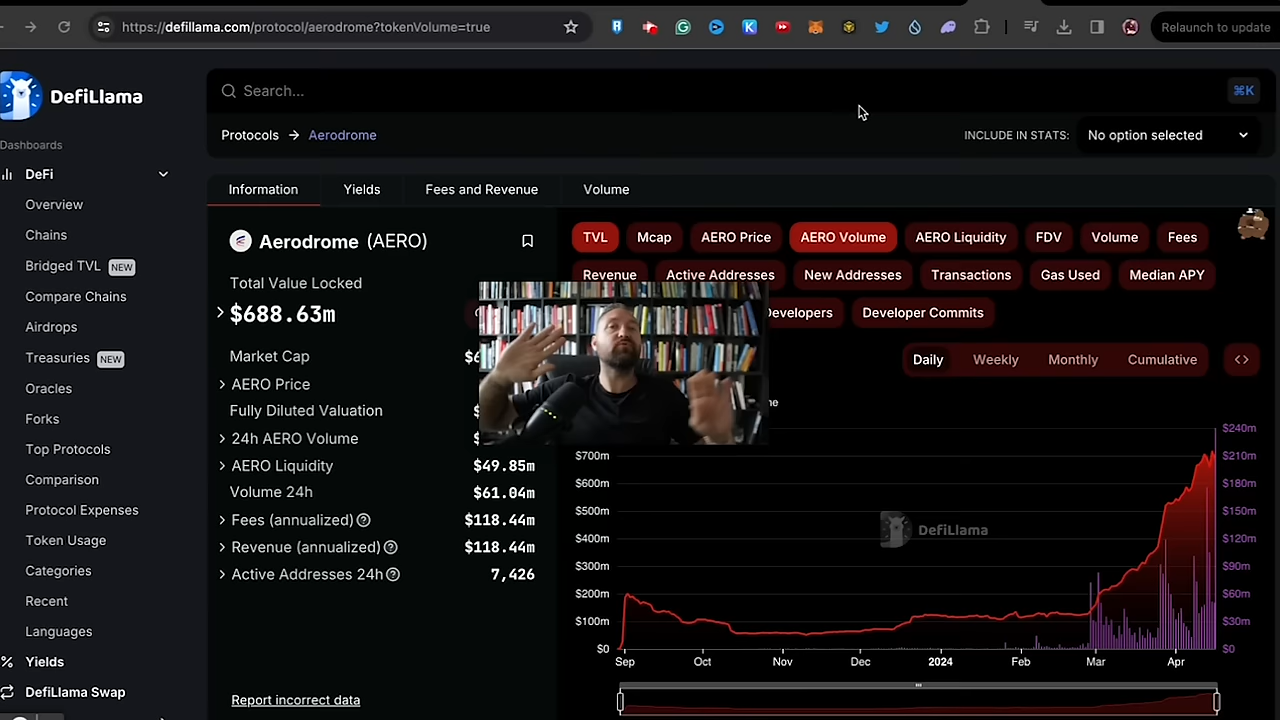 https://defillama.com/protocol/aerodrome?tokenVolume=true
Relaunch to update
DefiLlama
Search...
⌘K
Protocols → Aerodrome
INCLUDE IN STATS: No option selected
Dashboards
DeFi
Overview
Chains
Bridged TVL NEW
Compare Chains
Airdrops
Treasuries NEW
Oracles
Forks
Top Protocols
Comparison
Protocol Expenses
Token Usage
Categories
Recent
Languages
Yields
DefiLlama Swap
Information Yields Fees and Revenue Volume
Aerodrome (AERO)
Total Value Locked
$688.63m
Market Cap
AERO Price
Fully Diluted Valuation
24h AERO Volume
AERO Liquidity $49.85m
Volume 24h $61.04m
Fees (annualized) $118.44m
Revenue (annualized) $118.44m
Active Addresses 24h 7,426
Report incorrect data
TVL Mcap AERO Price AERO Volume AERO Liquidity FDV Volume Fees
Revenue Active Addresses New Addresses Transactions Gas Used Median APY
Developers Developer Commits
Daily Weekly Monthly Cumulative
$240m
$700m $210m
$600m $180m
$500m $150m
DefiLlama
$400m $120m
$300m $90m
$200m $60m
$100m $30m
$0 $0
Sep Oct Nov Dec 2024 Feb Mar Apr